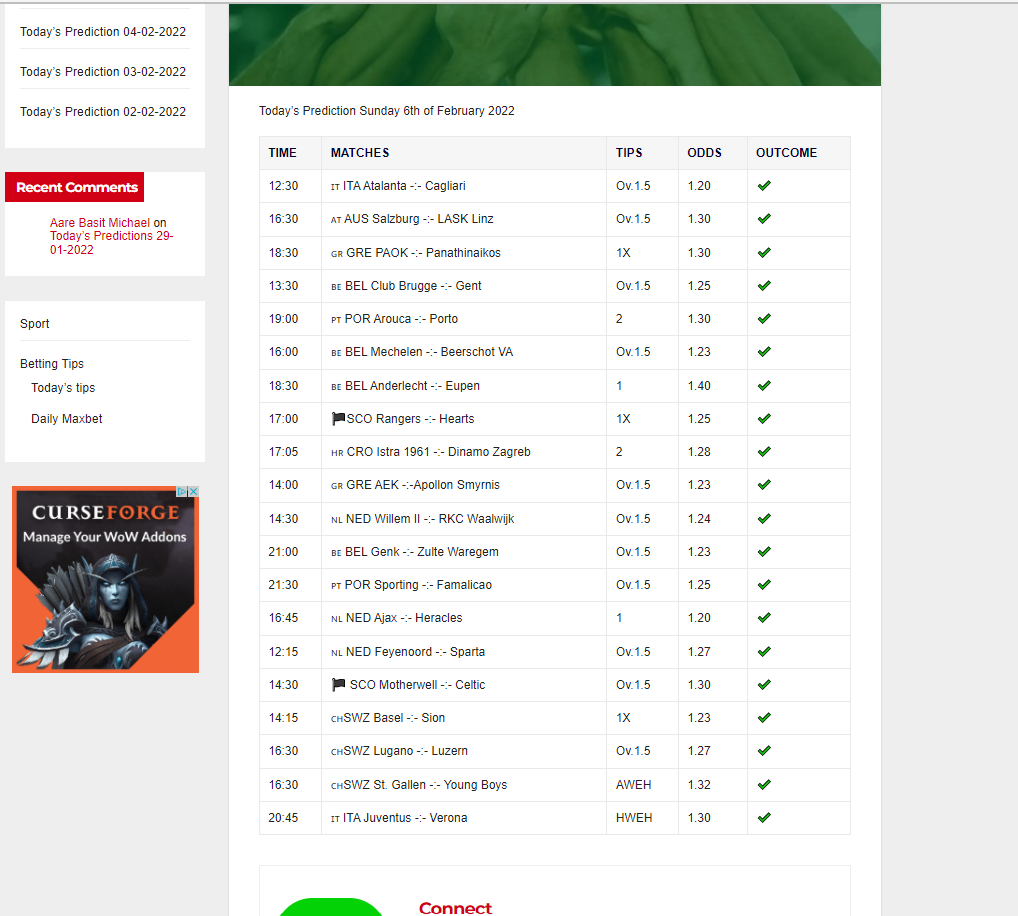 Today's Prediction 04-02-2022
Today's Prediction 03-02-2022
Today's Prediction 02-02-2022
Recent Comments
Aare Basit Michael on
Today's Predictions 29-
01-2022
Sport
Betting Tips
Today's tips
Daily Maxbet
CURSEFORGE
Manage Your WoW Addons
Today's Prediction Sunday 6th of February 2022
TIME MATCHES TIPS ODDS OUTCOME
12:30 IT ITA Atalanta -:- Cagliari Ov.1.5 1.20
16:30 AT AUS Salzburg -:- LASK Linz Ov.1.5 1.30
18:30 GR GRE PAOK -:- Panathinaikos 1X 1.30
13:30 BE BEL Club Brugge -:- Gent Ov.1.5 1.25
19:00 PT POR Arouca -:- Porto 2 1.30
16:00 BE BEL Mechelen -:- Beerschot VA Ov.1.5 1.23
18:30 BE BEL Anderlecht -:- Eupen 1 1.40
17:00 SCO Rangers -:- Hearts 1X 1.25
17:05 HR CRO Istra 1961 -:- Dinamo Zagreb 2 1.28
14:00 GR GRE AEK -:-Apollon Smyrnis Ov.1.5 1.23
14:30 NL NED Willem II -:- RKC Waalwijk Ov.1.5 1.24
21:00 BE BEL Genk -:- Zulte Waregem Ov.1.5 1.23
21:30 PT POR Sporting -:- Famalicao Ov.1.5 1.25
16:45 NL NED Ajax -:- Heracles 1 1.20
12:15 NL NED Feyenoord -:- Sparta Ov.1.5 1.27
14:30 SCO Motherwell -:- Celtic Ov.1.5 1.30
14:15 CHSWZ Basel -:- Sion 1X 1.23
16:30 CHSWZ Lugano -:- Luzern Ov.1.5 1.27
16:30 CHSWZ St. Gallen -:- Young Boys AWEH 1.32
20:45 IT ITA Juventus -:- Verona HWEH 1.30
Connect